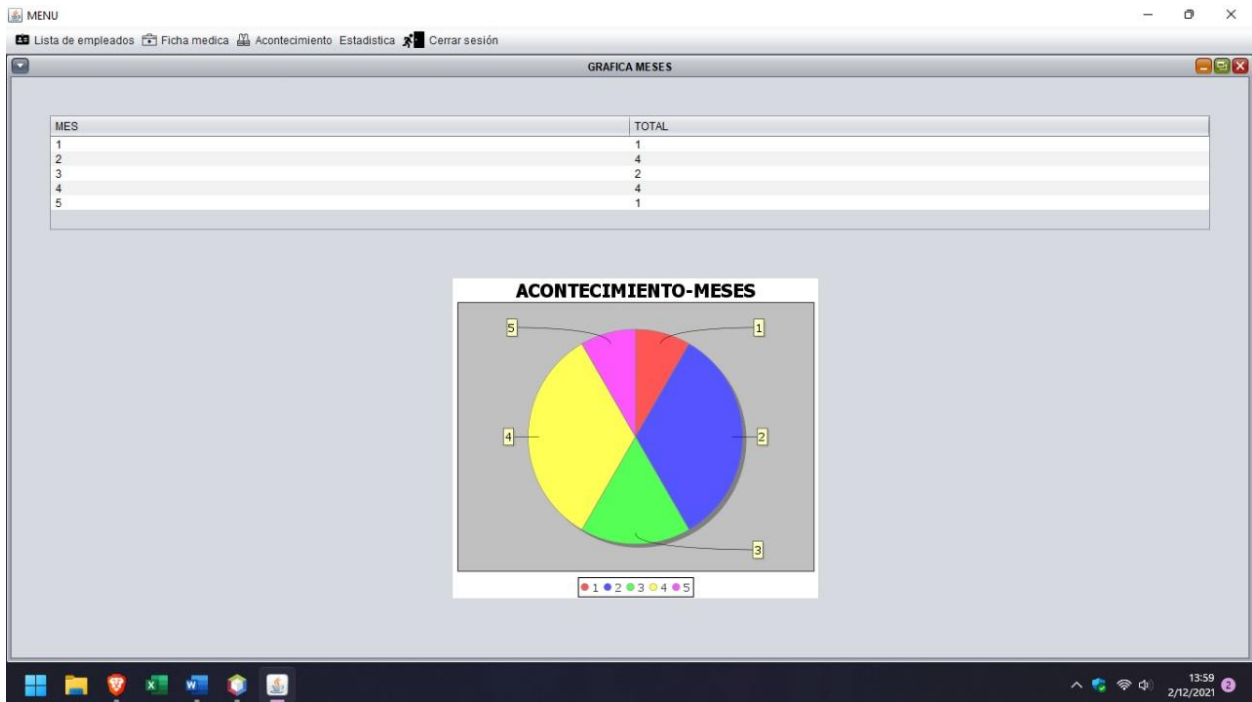 MENU
Lista de empleados Ficha medica Acontecimiento Estadistica Cerrar sesión
GRAFICA MESES
MES TOTAL
1 1
2 4
3 2
4 4
5 1
ACONTECIMIENTO-MESES
5 1
4 2
3
1 2 3 4 5
13:59
2/12/2021 2